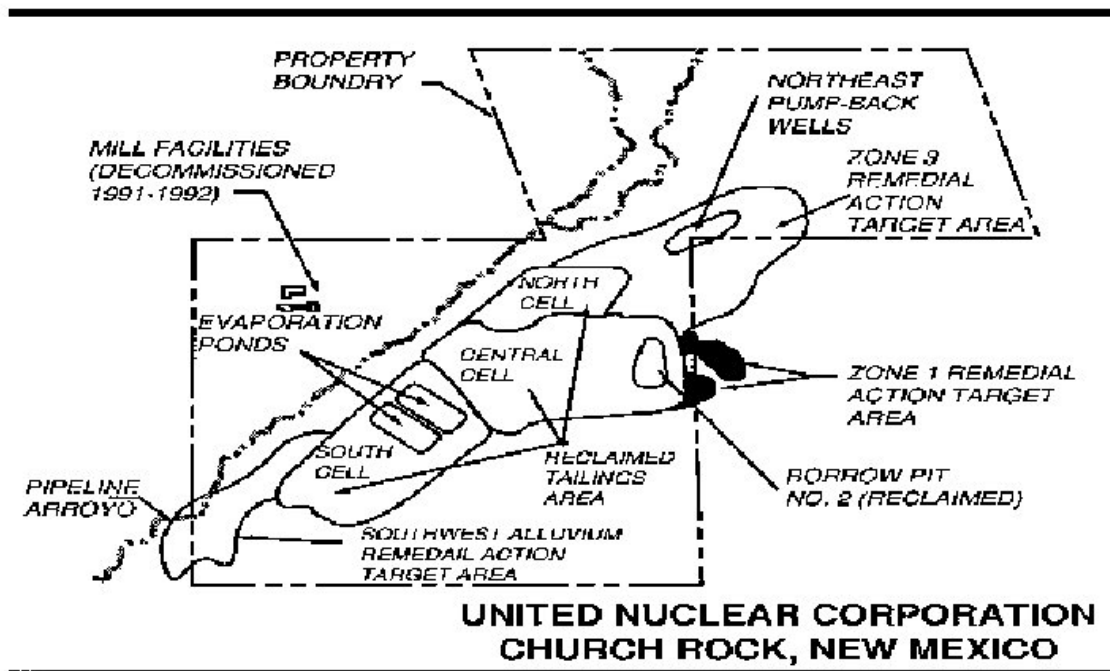 PROPERTY
BOUNDRY
NORTHEAST
PUMP-BACK
WELLS
MILL FACILITIES
(DECOMMISSIONED
1991-1992)
ZONE 3
REMEDIAL
ACTION
TARGET AREA
NORTH
CELL
EVAPORATION
PONDS
CENTRAL
CELL
ZONE 1 REMEDIAL
ACTION TARGET
AREA
SOUTH
CELL
RECLAIMED
TAILINGS
AREA
BORROW PIT
NO. 2 (RECLAIMED)
PIPELINE
ARROYO
SOUTHWEST ALLUVIUM
REMEDAIL ACTION
TARGET AREA
UNITED NUCLEAR CORPORATION
CHURCH ROCK, NEW MEXICO